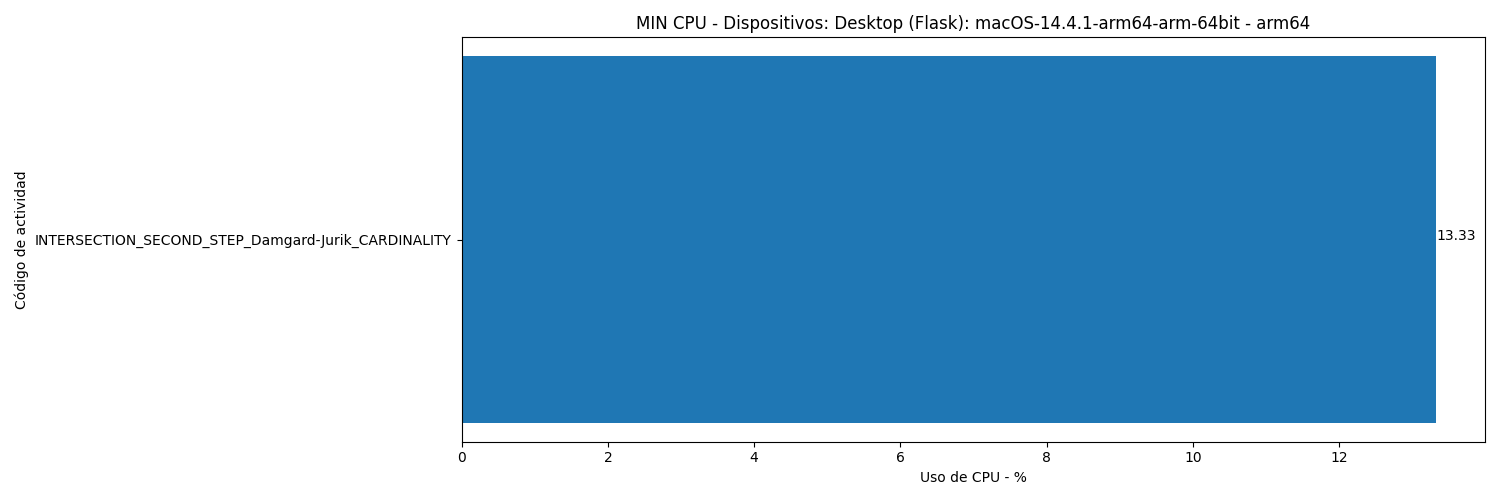 MIN CPU - Dispositivos: Desktop (Flask): macOS-14.4.1-arm64-arm-64bit - arm64
Código de actividad
INTERSECTION_SECOND_STEP_Damgard-Jurik_CARDINALITY
13.33
0 2 4 6 8 10 12
Uso de CPU - %